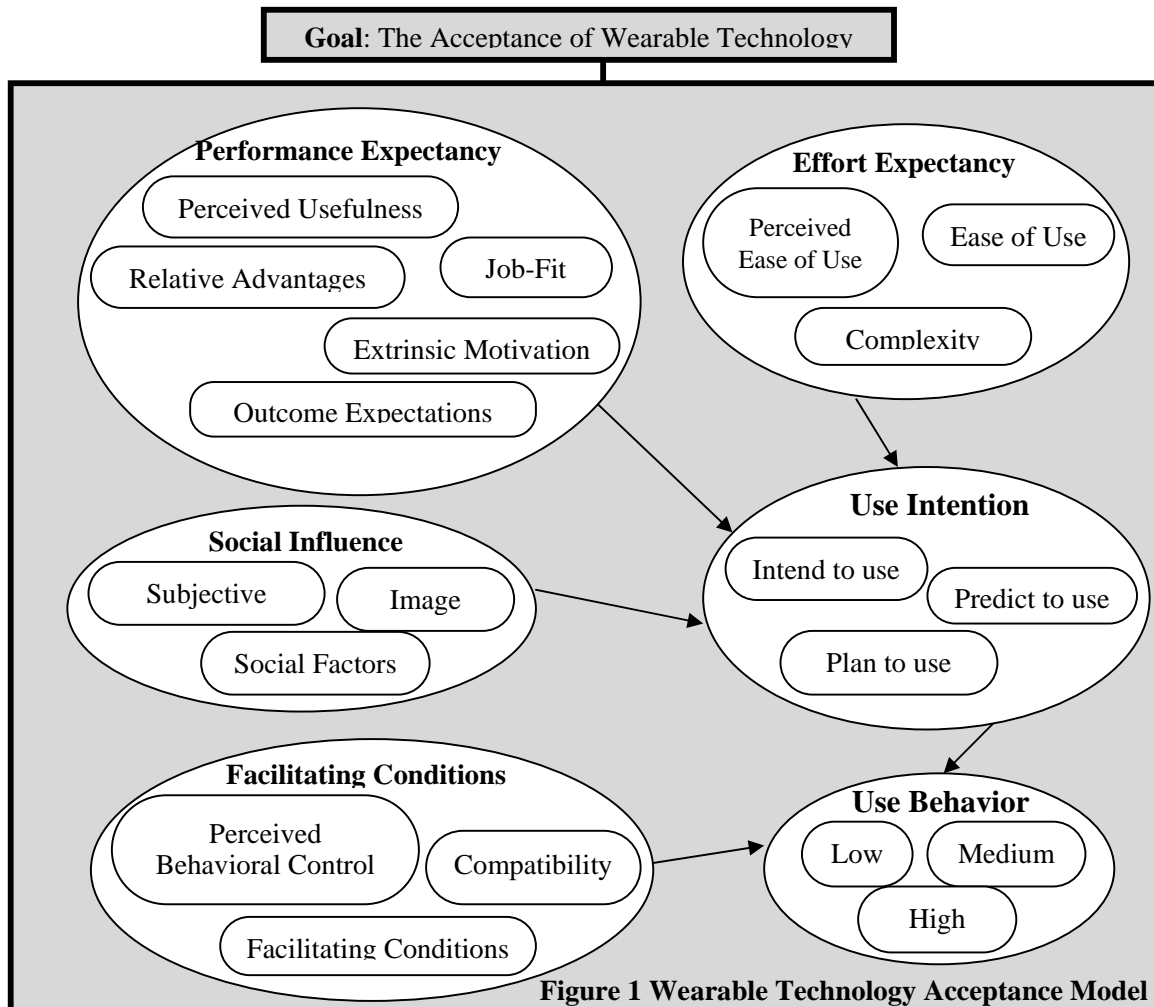 Goal: The Acceptance of Wearable Technology
Performance Expectancy
Perceived Usefulness
Relative Advantages
Job-Fit
Extrinsic Motivation
Outcome Expectations
Effort Expectancy
Perceived
Ease of Use
Ease of Use
Complexity
Social Influence
Subjective
Image
Social Factors
Use Intention
Intend to use
Predict to use
Plan to use
Facilitating Conditions
Perceived
Behavioral Control
Compatibility
Facilitating Conditions
Use Behavior
Low
Medium
High
Figure 1 Wearable Technology Acceptance Model